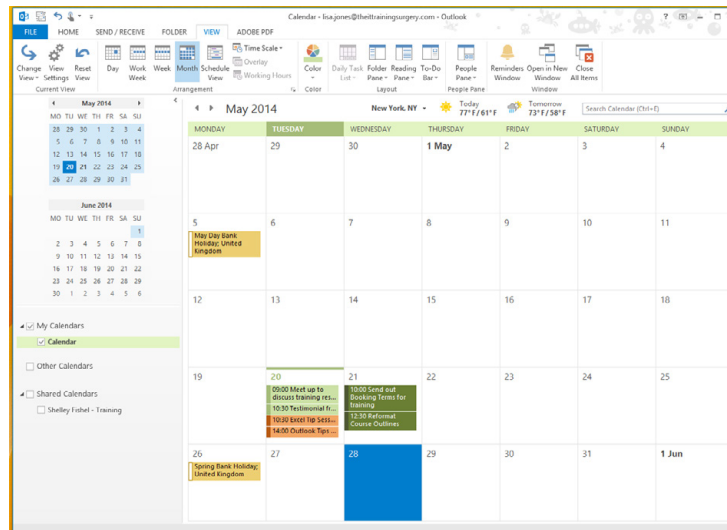 Calendar - lisa.jones@theittrainingsurgery.com - Outlook
FILE HOME SEND / RECEIVE FOLDER VIEW ADOBE PDF
Change View
View Settings
Reset View
Current View
Day
Work Week
Week
Month
Schedule View
Time Scale
Overlay
Working Hours
Arrangement
Color
Color
Daily Task List
Folder Pane
Reading Pane
To-Do Bar
Layout
People Pane
People Pane
Reminders Window
Open in New Window
Close All Items
Window
May 2014
MO TU WE TH FR SA SU
28 29 30 1 2 3 4
5 6 7 8 9 10 11
12 13 14 15 16 17 18
19 20 21 22 23 24 25
26 27 28 29 30 31
June 2014
MO TU WE TH FR SA SU
1
2 3 4 5 6 7 8
9 10 11 12 13 14 15
16 17 18 19 20 21 22
23 24 25 26 27 28 29
30 1 2 3 4 5 6
My Calendars
Calendar
Other Calendars
Shared Calendars
Shelley Fishel - Training
May 2014
New York, NY
Today
77°F/61°F
Tomorrow
73°F/58°F
Search Calendar (Ctrl+E)
MONDAY TUESDAY WEDNESDAY THURSDAY FRIDAY SATURDAY SUNDAY
28 Apr 29 30 1 May 2 3 4
5 6 7 8 9 10 11
May Day Bank
Holiday; United
Kingdom
12 13 14 15 16 17 18
19 20 21 22 23 24 25
09:00 Meet up to
discuss training res...
10:30 Testimonial fr...
10:30 Excel Tip Sess...
14:00 Outlook Tips ...
10:00 Send out
Booking Terms for
training
12:30 Reformat
Course Outlines
26 27 28 29 30 31 1 Jun
Spring Bank Holiday;
United Kingdom